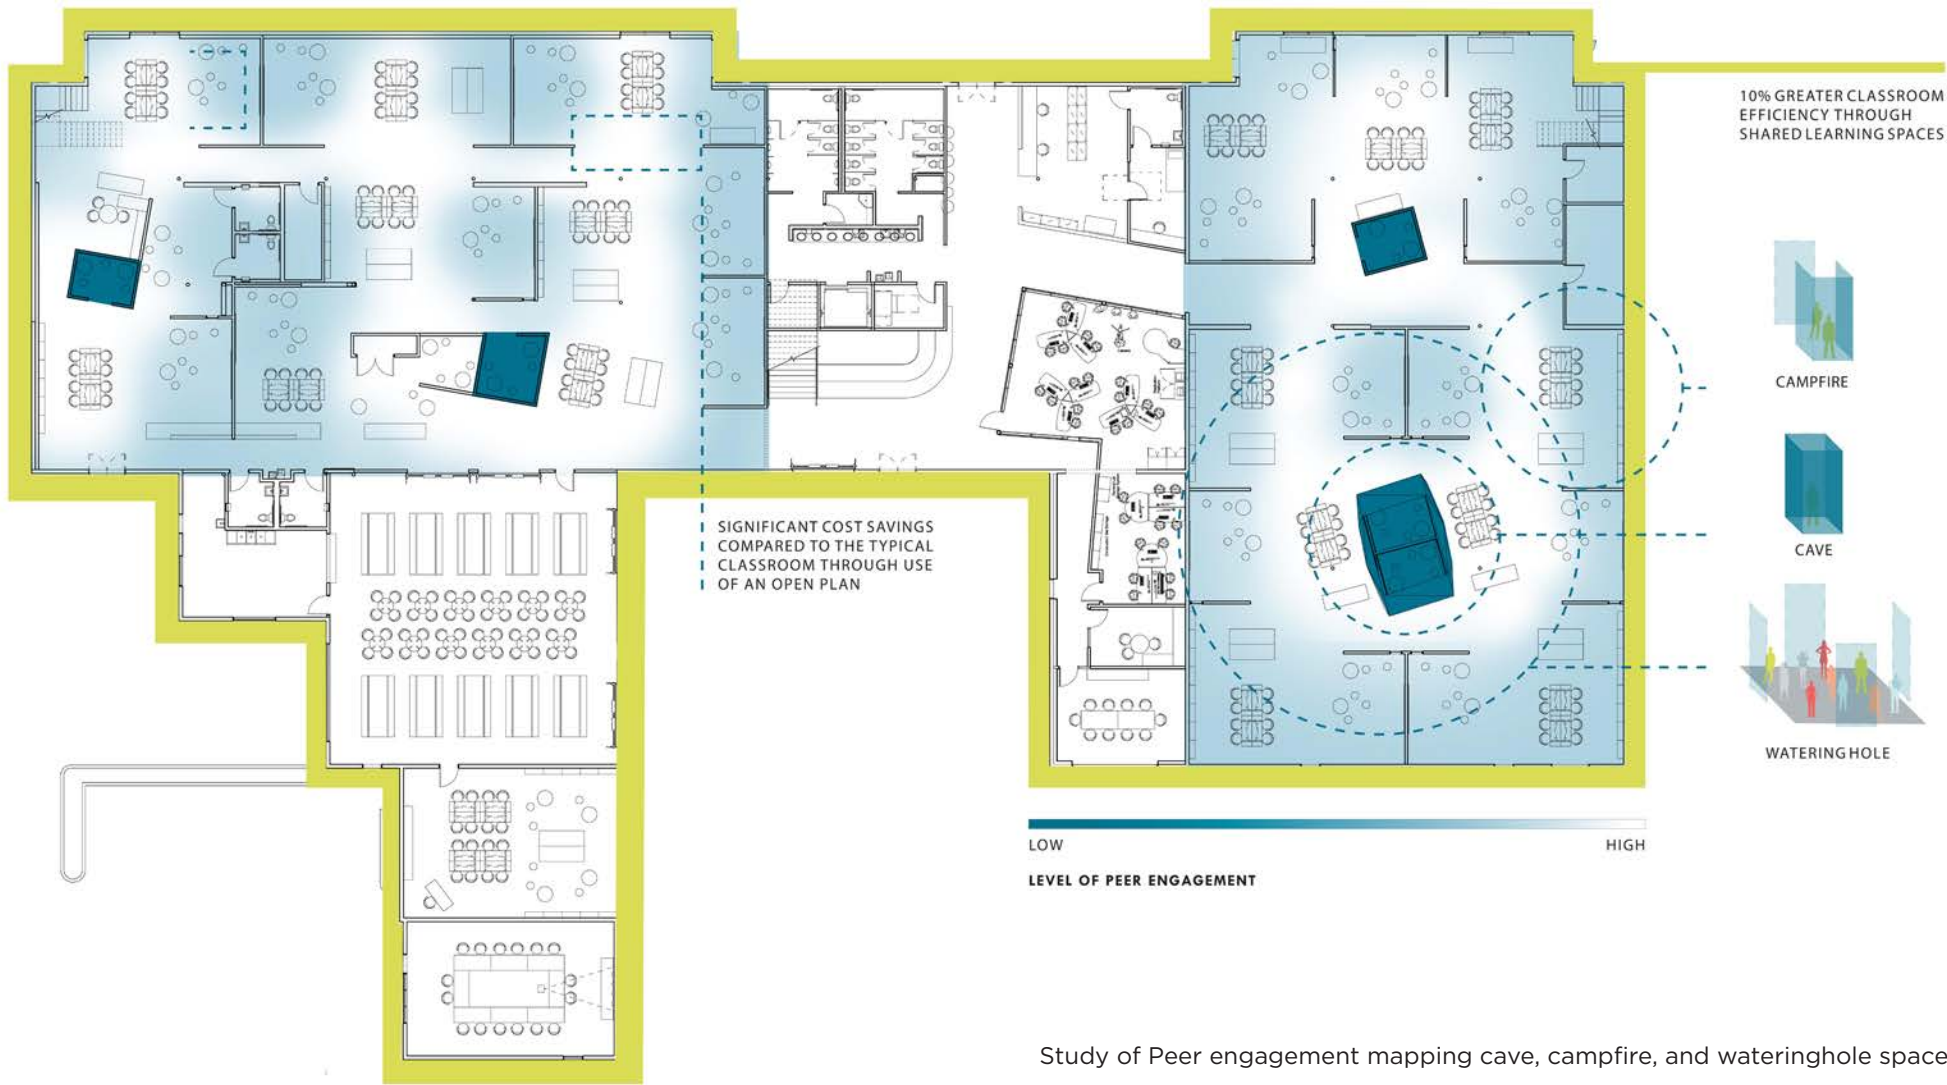 10% GREATER CLASSROOM
EFFICIENCY THROUGH
SHARED LEARNING SPACES
CAMPFIRE
CAVE
WATERING HOLE
SIGNIFICANT COST SAVINGS
COMPARED TO THE TYPICAL
CLASSROOM THROUGH USE
OF AN OPEN PLAN
LOW
HIGH
LEVEL OF PEER ENGAGEMENT
Study of Peer engagement mapping cave, campfire, and wateringhole space